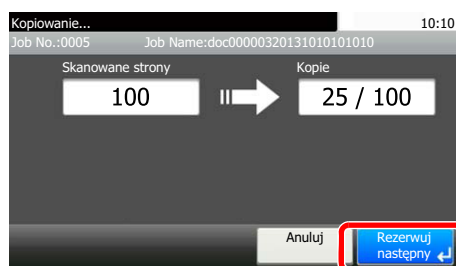 Kopiowanie... 10:10
Job No.:0005 Job Name:doc00000320131010101010
Skanowane strony Kopie
100 25 / 100
Anuluj Rezerwuj
następny